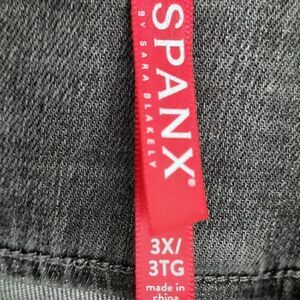 SPANX®
BY SARA BLAKELY
3X/
3TG
made in
china